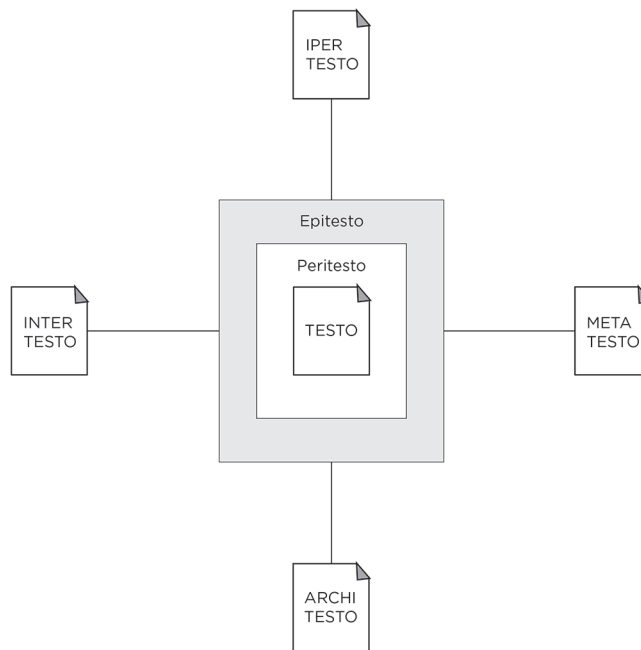 IPER
TESTO
Epitesto
Peritesto
INTER
TESTO
TESTO
META
TESTO
ARCHI
TESTO